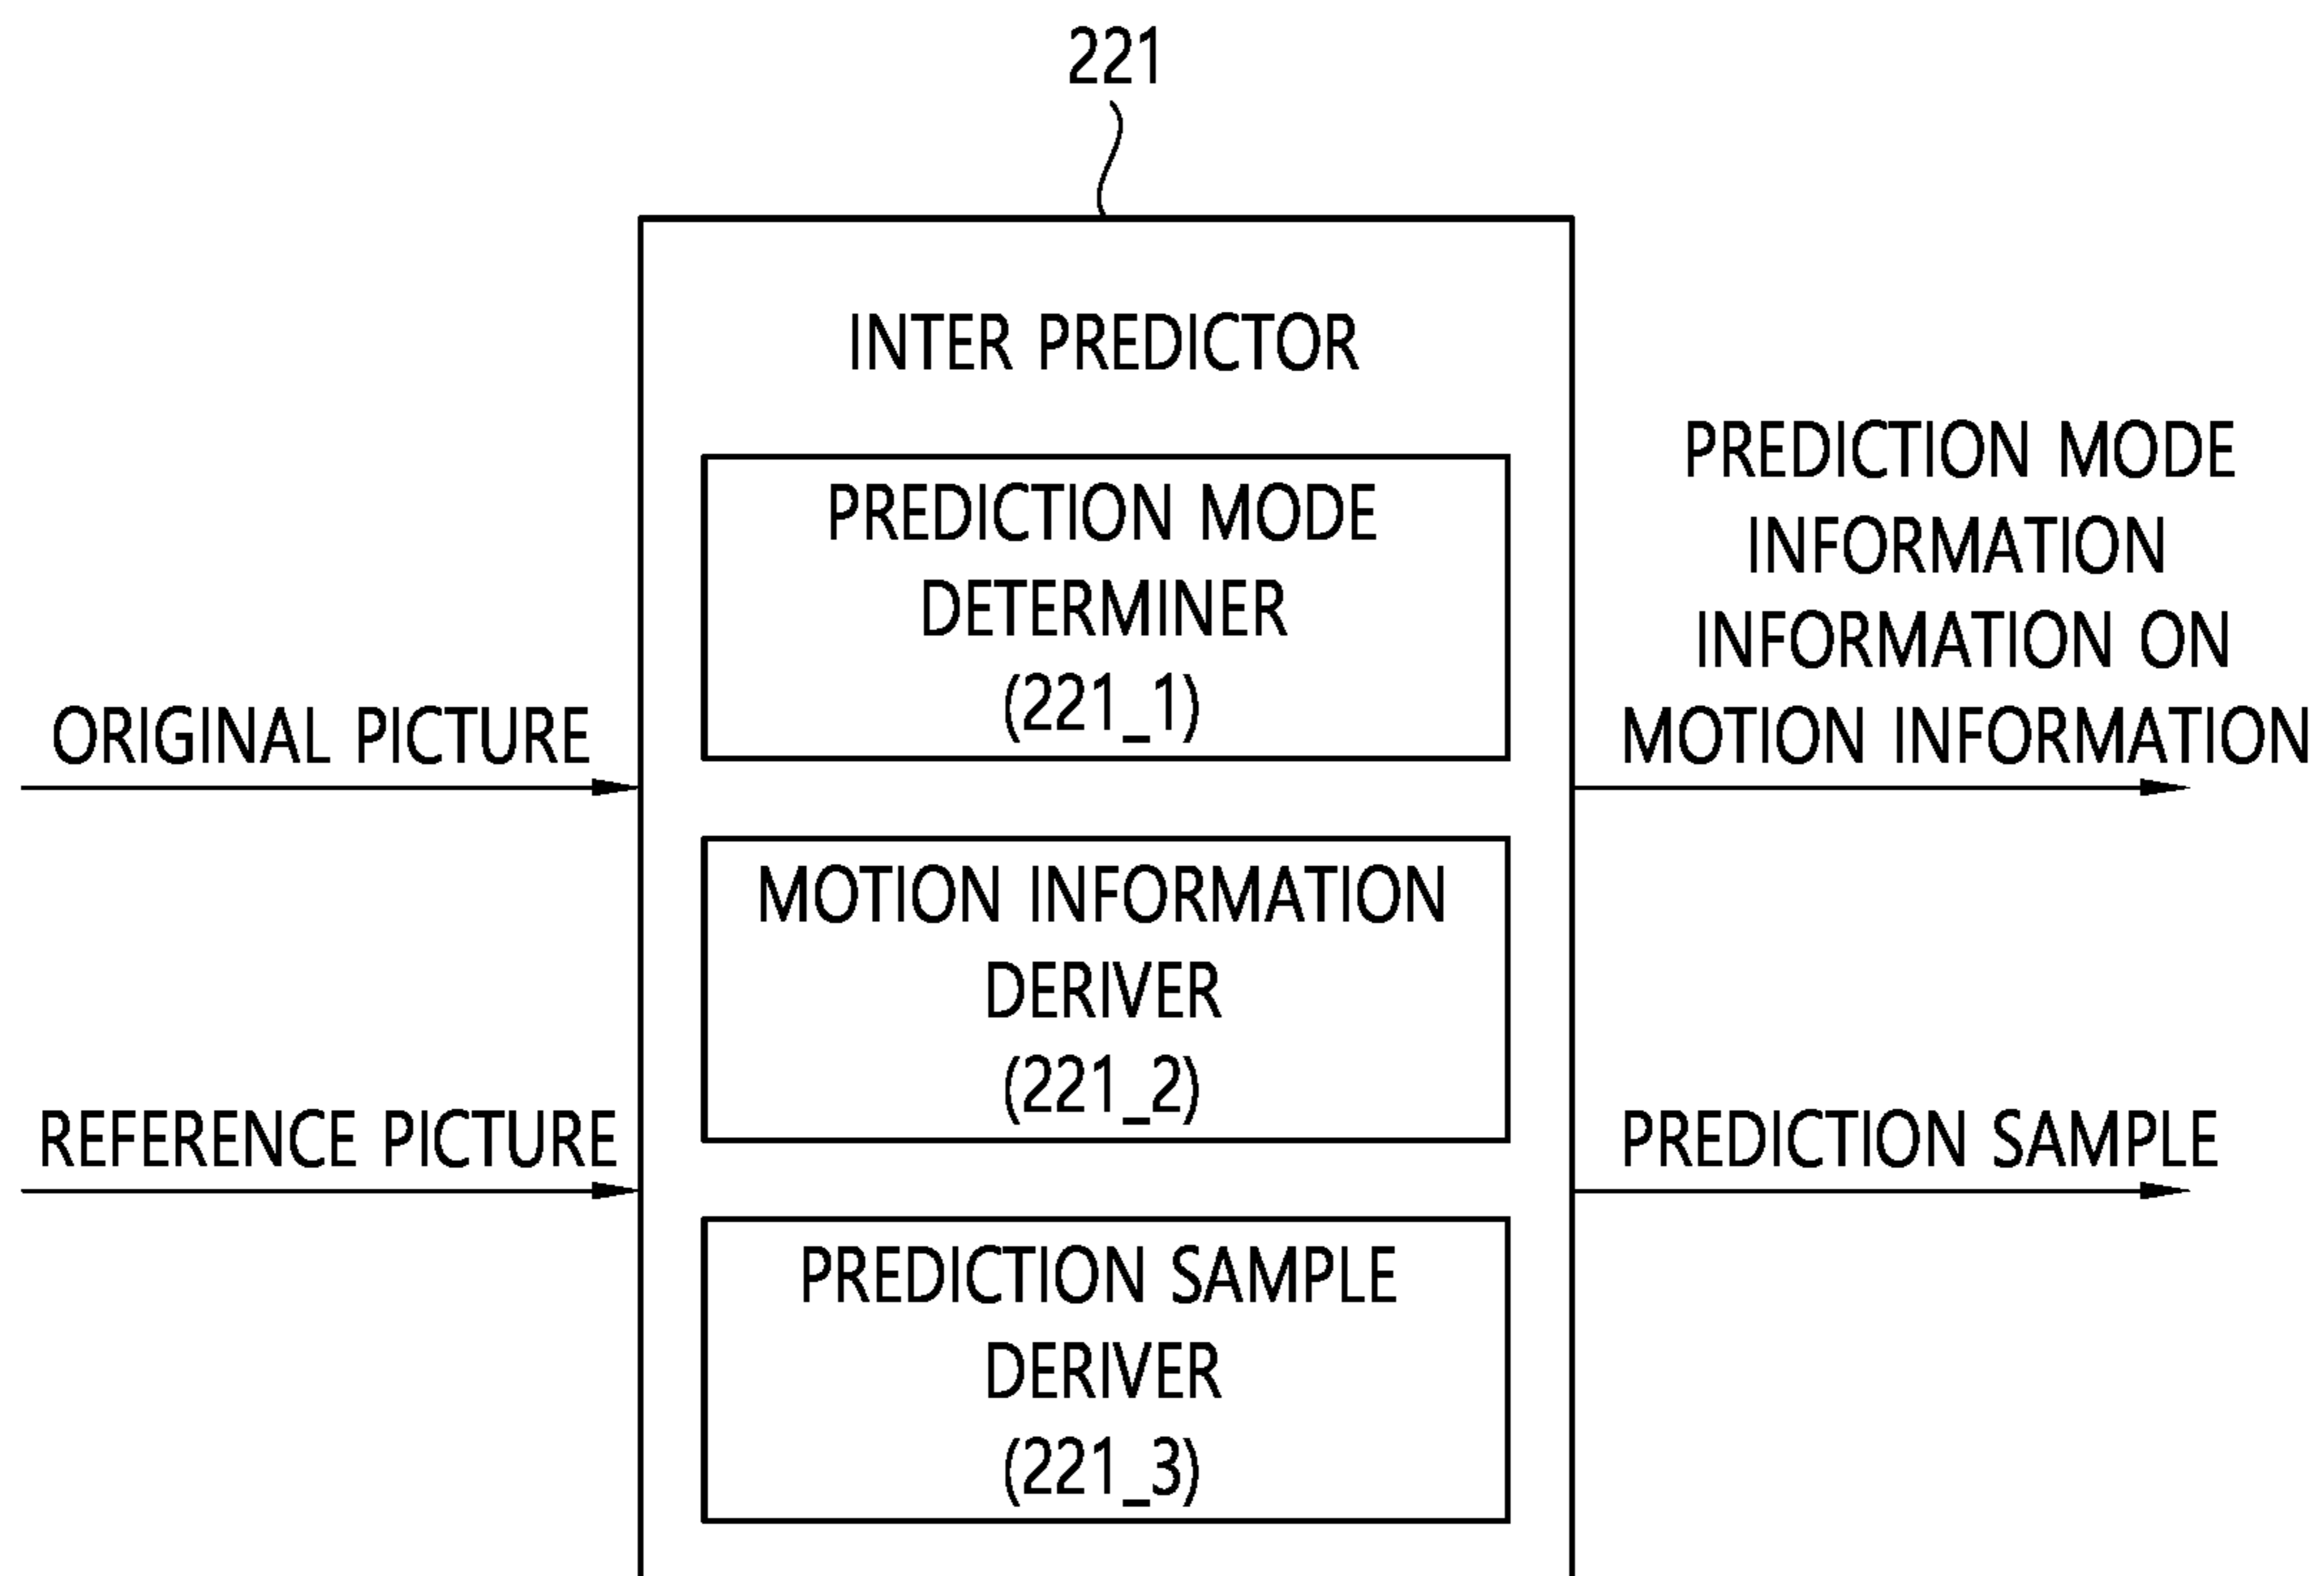 221
INTER PREDICTOR
PREDICTION MODE
DETERMINER
(221_1)
MOTION INFORMATION
DERIVER
(221_2)
PREDICTION SAMPLE
DERIVER
(221_3)
ORIGINAL PICTURE
REFERENCE PICTURE
PREDICTION MODE
INFORMATION
INFORMATION ON
MOTION INFORMATION
PREDICTION SAMPLE